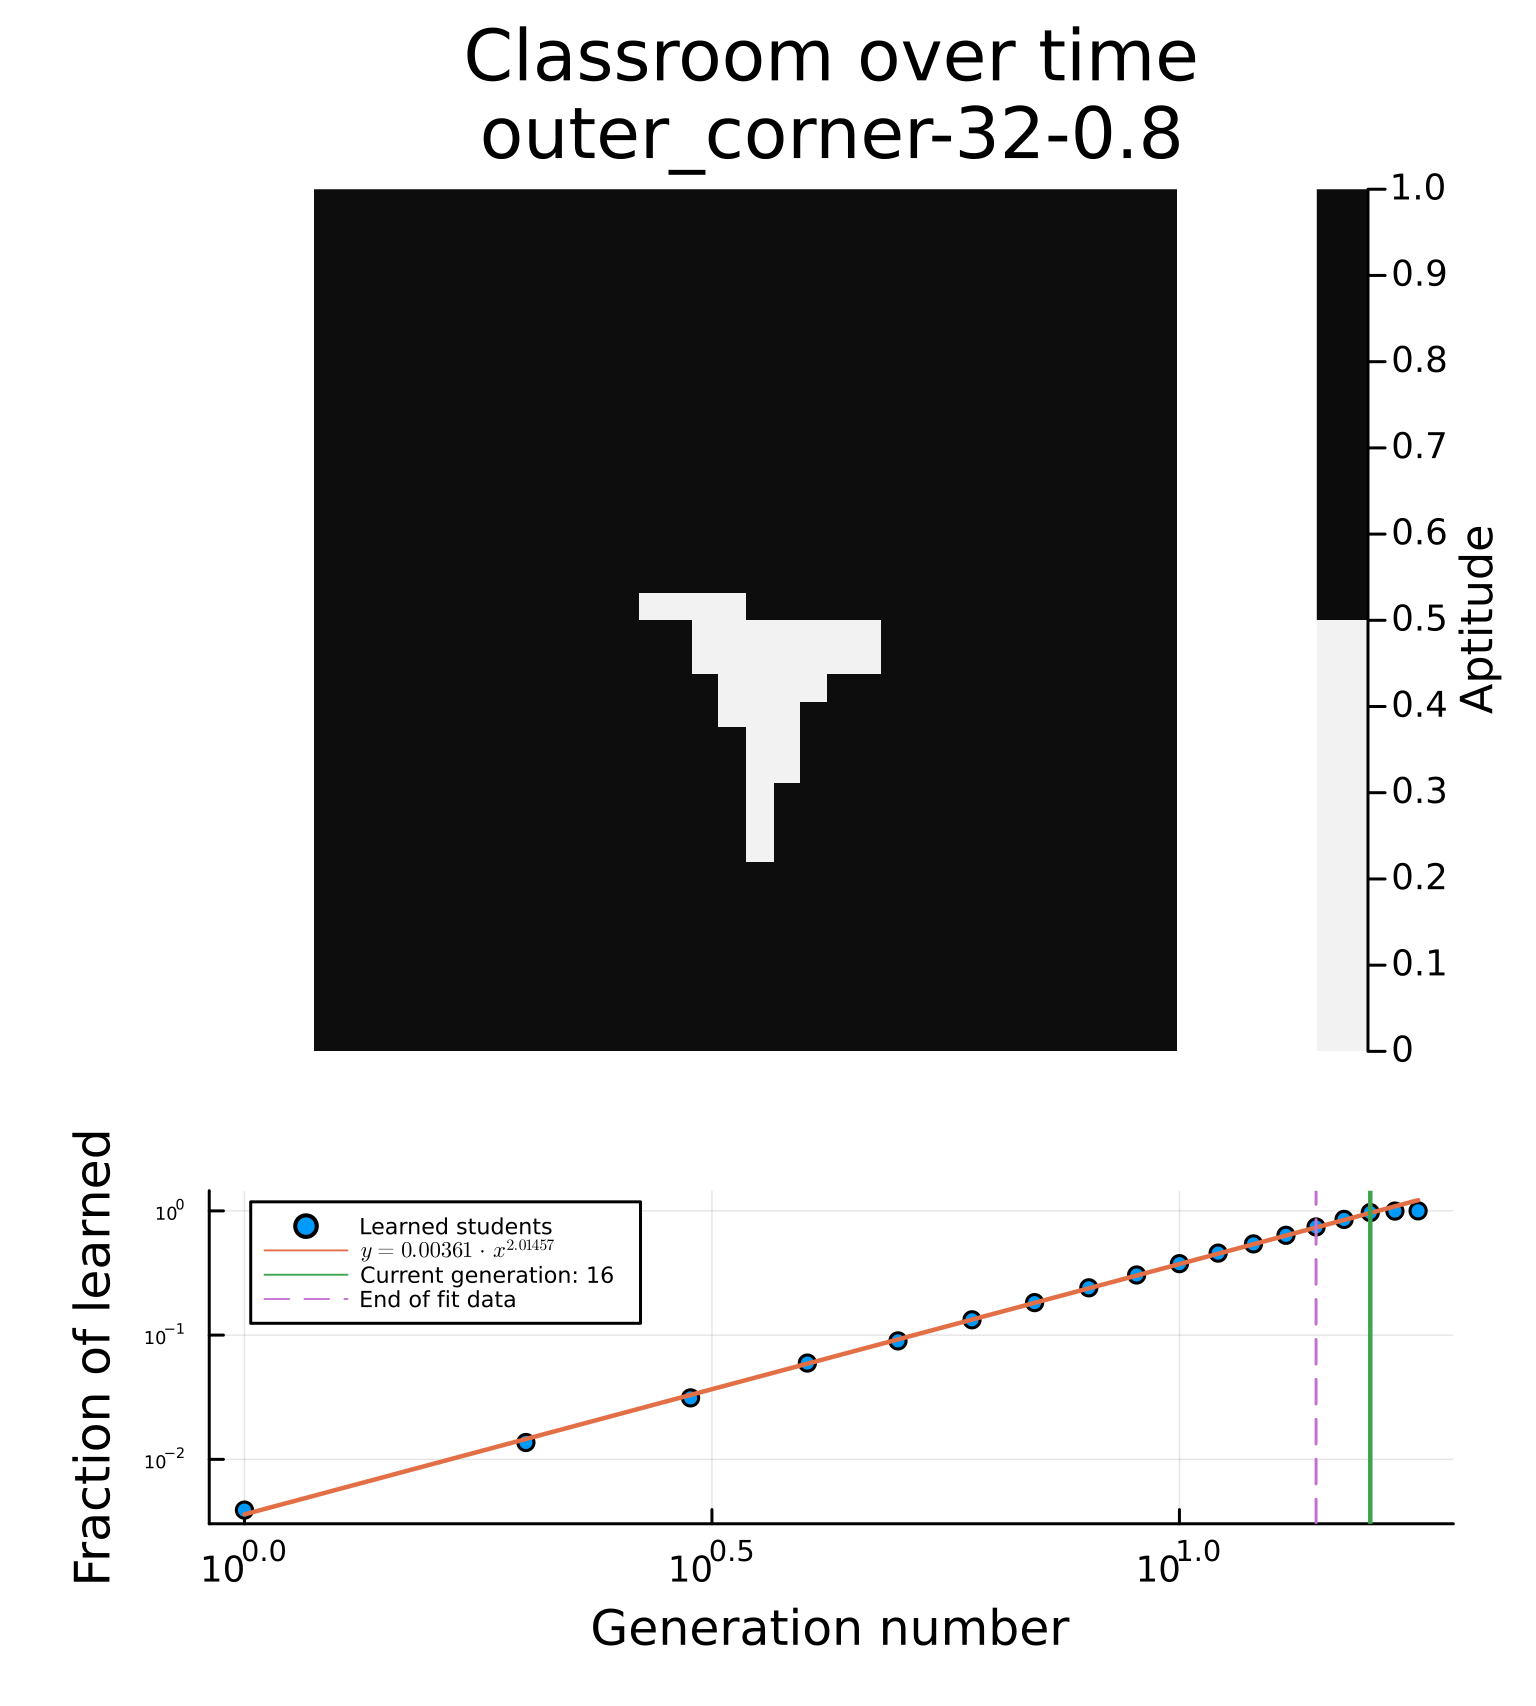 Classroom over time
outer_corner-32-0.8
1.0
0.9
0.8
0.7
0.6
0.5
0.4
0.3
0.2
0.1
0
Aptitude
Fraction of learned
10^0
10^−1
10^−2
Learned students
y = 0.00361 · x^2.01457
Current generation: 16
End of fit data
10^0.0
10^0.5
10^1.0
Generation number